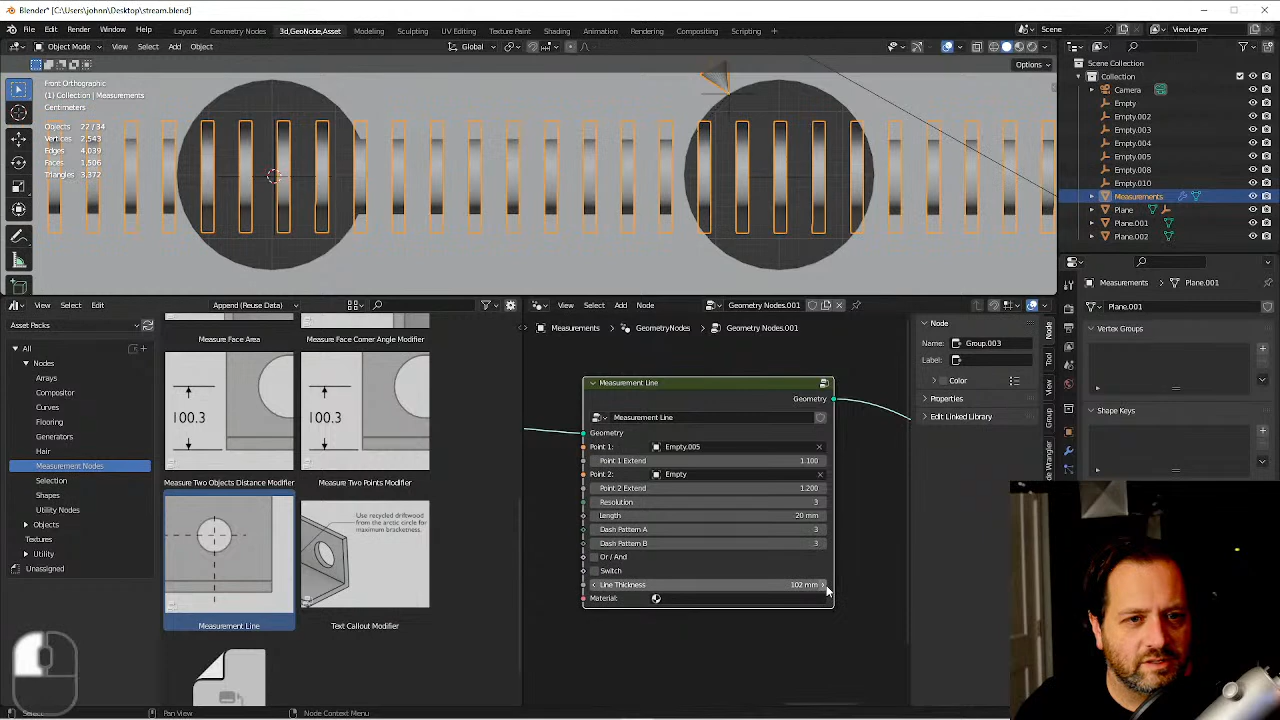 Blender* [C:\Users\johnn\Desktop\stream.blend]
File Edit Render Window Help Layout Geometry Nodes 3d,GeoNode,Asset Modeling Sculpting UV Editing Texture Paint Shading Animation Rendering Compositing Scripting + Scene ViewLayer
Object Mode View Select Add Object Global
Options
Front Orthographic
(1) Collection | Measurements
Centimeters
Objects 22 / 34
Vertices 2,543
Edges 4,039
Faces 1,506
Triangles 3,372
Scene Collection
Collection
Camera
Empty
Empty.002
Empty.003
Empty.004
Empty.005
Empty.008
Empty.010
Measurements
Plane
Plane.001
Plane.002
Measurements Plane.001
Plane.001
Vertex Groups
Shape Keys
View Select Edit Append (Reuse Data)
Asset Packs
All
Nodes
Arrays
Compositor
Curves
Flooring
Generators
Hair
Measurement Nodes
Selection
Shapes
Utility Nodes
Objects
Textures
Utility
Unassigned
Measure Face Area
Measure Face Corner Angle Modifier
100.3
100.3
Measure Two Objects Distance Modifier
Measure Two Points Modifier
Measurement Line
Use recycled driftwood
from the arctic circle for
maximum bracketness.
Text Callout Modifier
View Select Add Node Geometry Nodes.001
Measurements GeometryNodes Geometry Nodes.001
Measurement Line
Geometry
Measurement Line
Geometry
Point 1: Empty.005
Point 1 Extend 1.100
Point 2: Empty
Point 2 Extend 1.200
Resolution 3
Length 20 mm
Dash Pattern A 3
Dash Pattern B 3
Or / And
Switch
Line Thickness 102 mm
Material:
Node
Name: Group.003
Label:
Color
Properties
Edit Linked Library
Node
Tool
View
Group
Node Wrangler
Select Pan View Node Context Menu